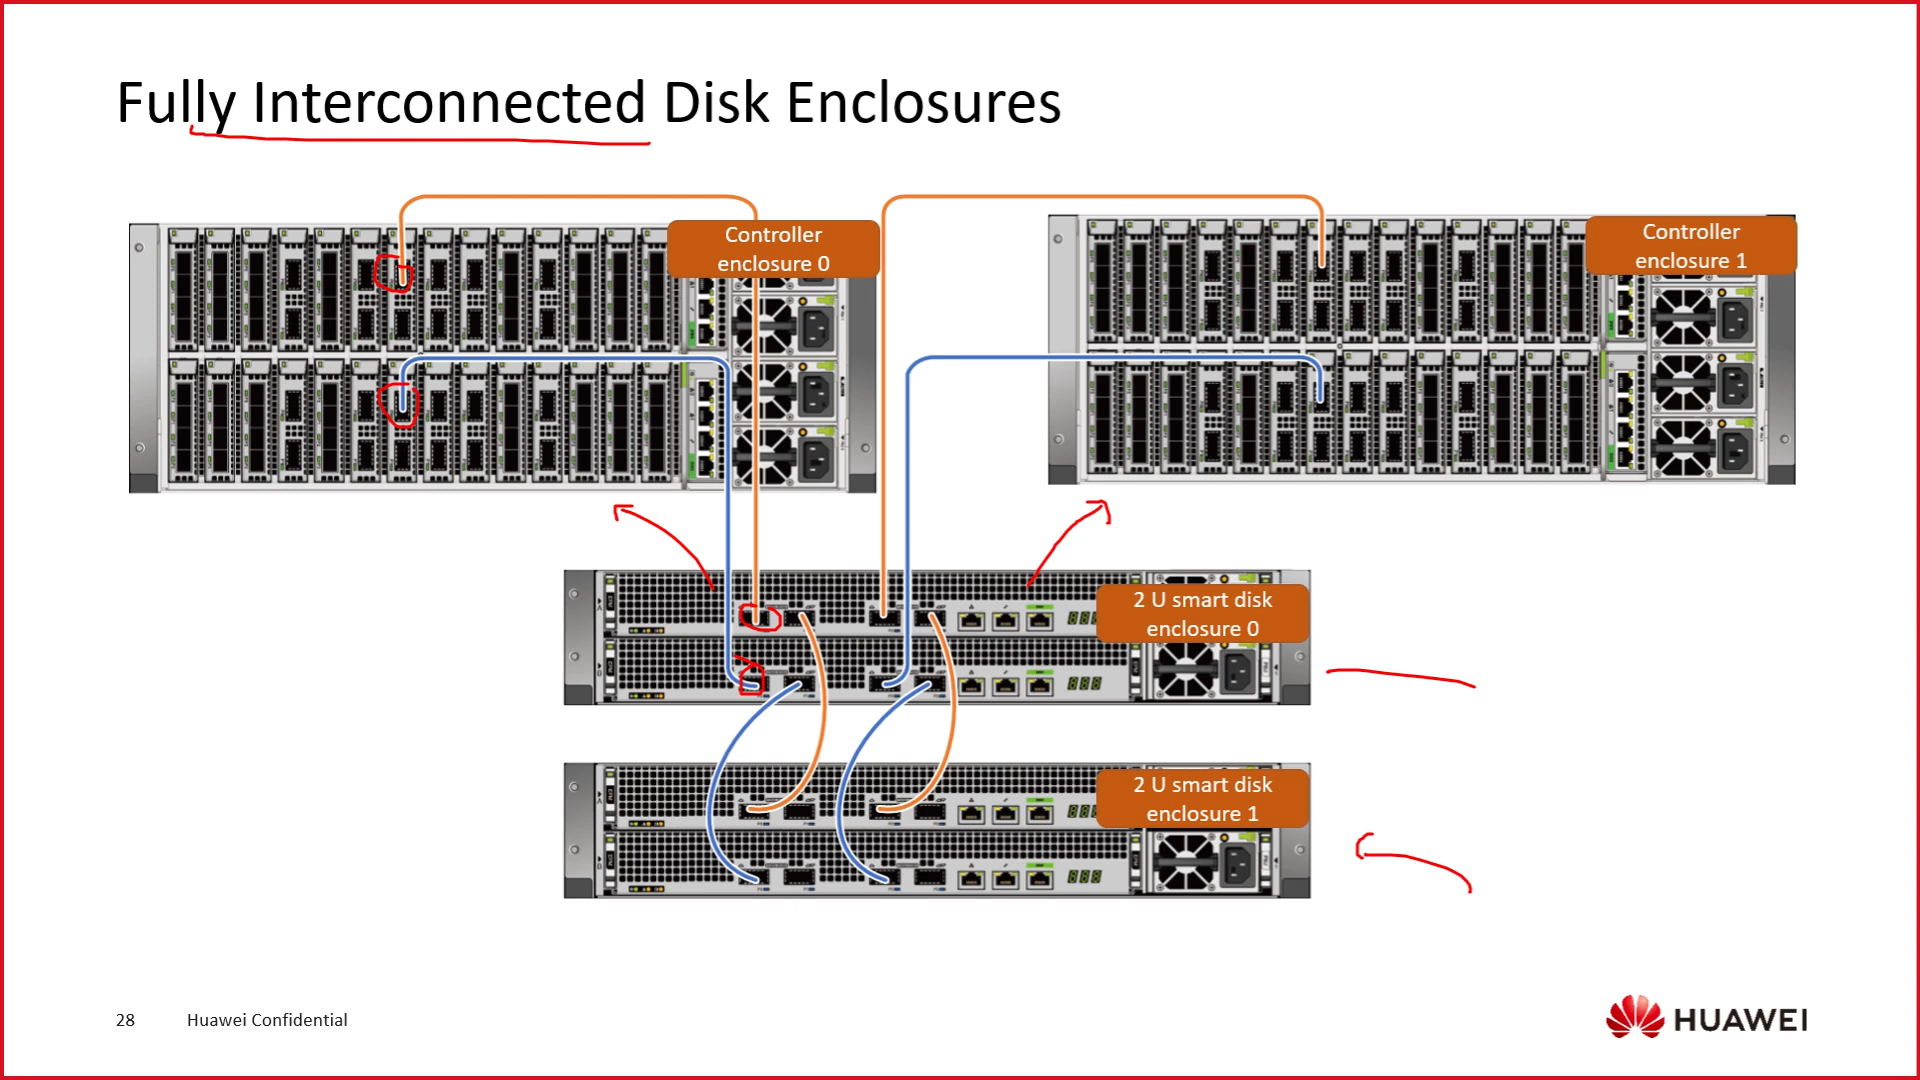 Fully Interconnected Disk Enclosures
Controller
enclosure 0
Controller
enclosure 1
2 U smart disk
enclosure 0
2 U smart disk
enclosure 1
28
Huawei Confidential
HUAWEI